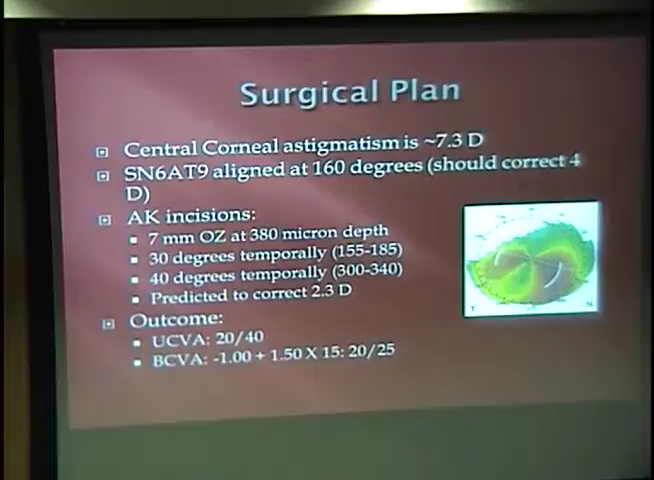 Surgical Plan
Central Corneal astigmatism is ~7.3 D
SN6AT9 aligned at 160 degrees (should correct 4
D)
AK incisions:
7 mm OZ at 380 micron depth
30 degrees temporally (155-185)
40 degrees temporally (300-340)
Predicted to correct 2.3 D
Outcome:
UCVA: 20/40
BCVA: -1.00 + 1.50 X 15: 20/25
T
N